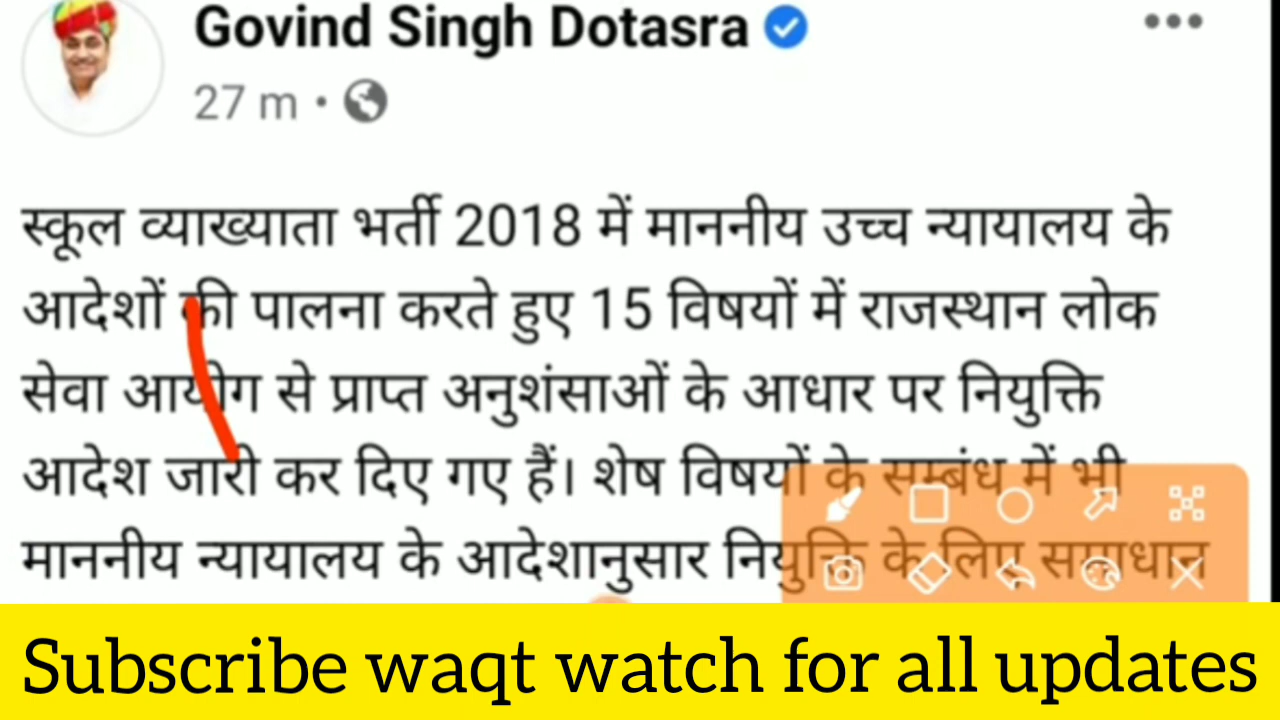 Govind Singh Dotasra
27 m •
स्कूल व्याख्याता भर्ती 2018 में माननीय उच्च न्यायालय के
आदेशों की पालना करते हुए 15 विषयों में राजस्थान लोक
सेवा आयोग से प्राप्त अनुशंसाओं के आधार पर नियुक्ति
आदेश जारी कर दिए गए हैं। शेष विषयों के सम्बंध में भी
माननीय न्यायालय के आदेशानुसार नियुक्ति के लिए समाधान
Subscribe waqt watch for all updates